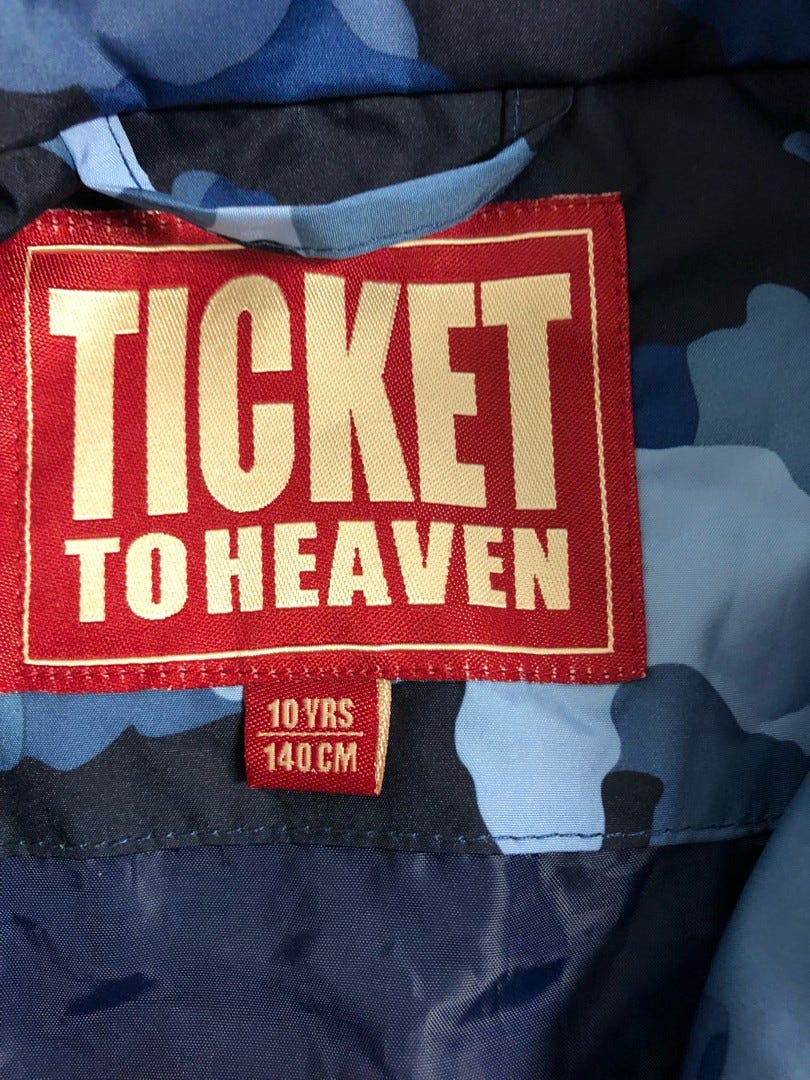 TICKET
TO HEAVEN
10 YRS
140 CM